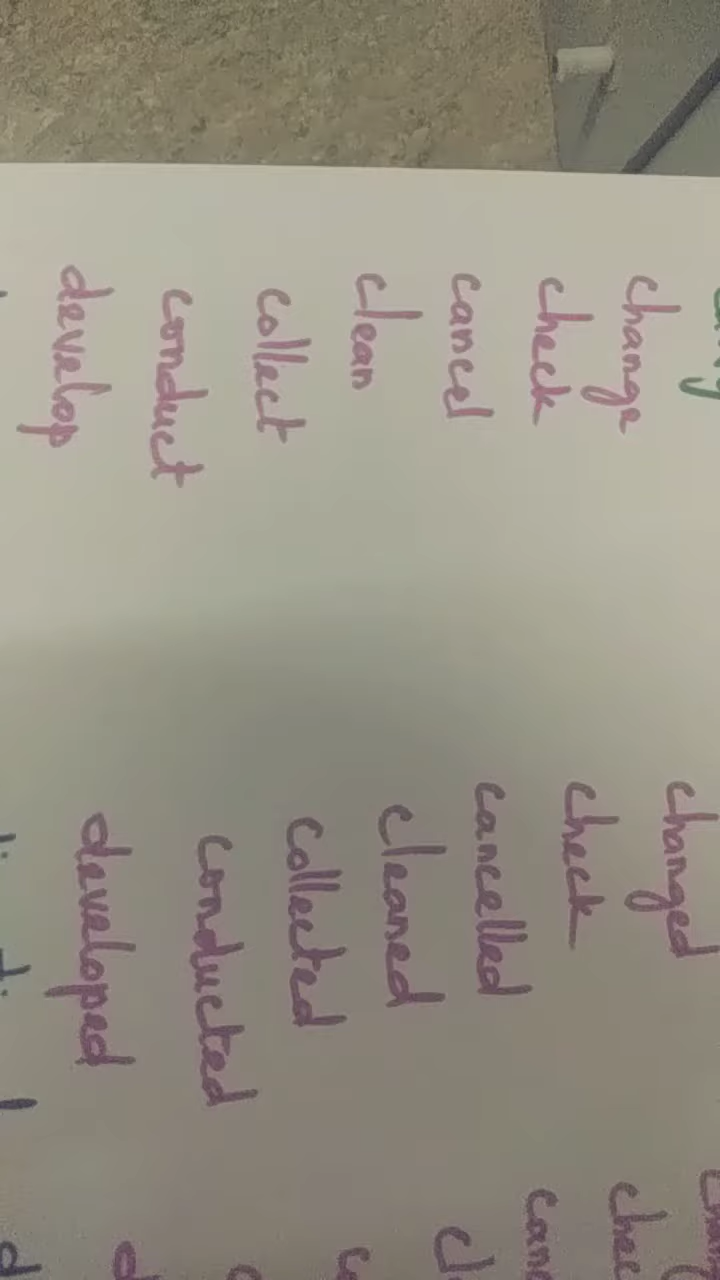 change changed
check check
cancel cancelled
clean cleaned
collect collected
conduct conducted
develop developed